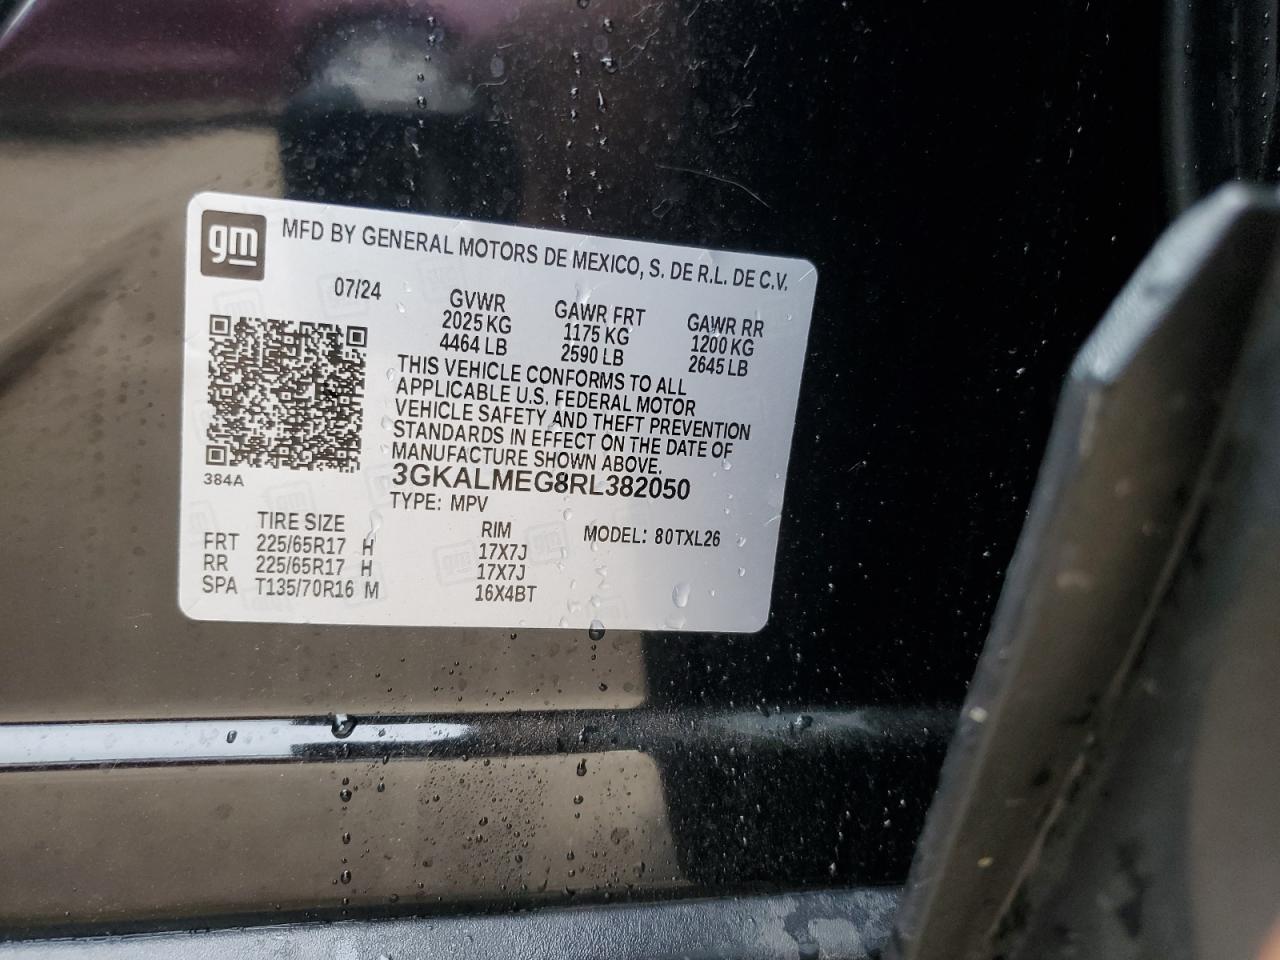 gm
MFD BY GENERAL MOTORS DE MEXICO, S. DE R.L. DE C.V.
07/24 GVWR GAWR FRT GAWR RR
2025 KG 1175 KG 1200 KG
4464 LB 2590 LB 2645 LB
THIS VEHICLE CONFORMS TO ALL
APPLICABLE U.S. FEDERAL MOTOR
VEHICLE SAFETY AND THEFT PREVENTION
STANDARDS IN EFFECT ON THE DATE OF
MANUFACTURE SHOWN ABOVE.
384A
3GKALMEG8RL382050
TYPE: MPV
TIRE SIZE RIM MODEL: 80TXL26
FRT 225/65R17 H 17X7J
RR 225/65R17 H 17X7J
SPA T135/70R16 M 16X4BT